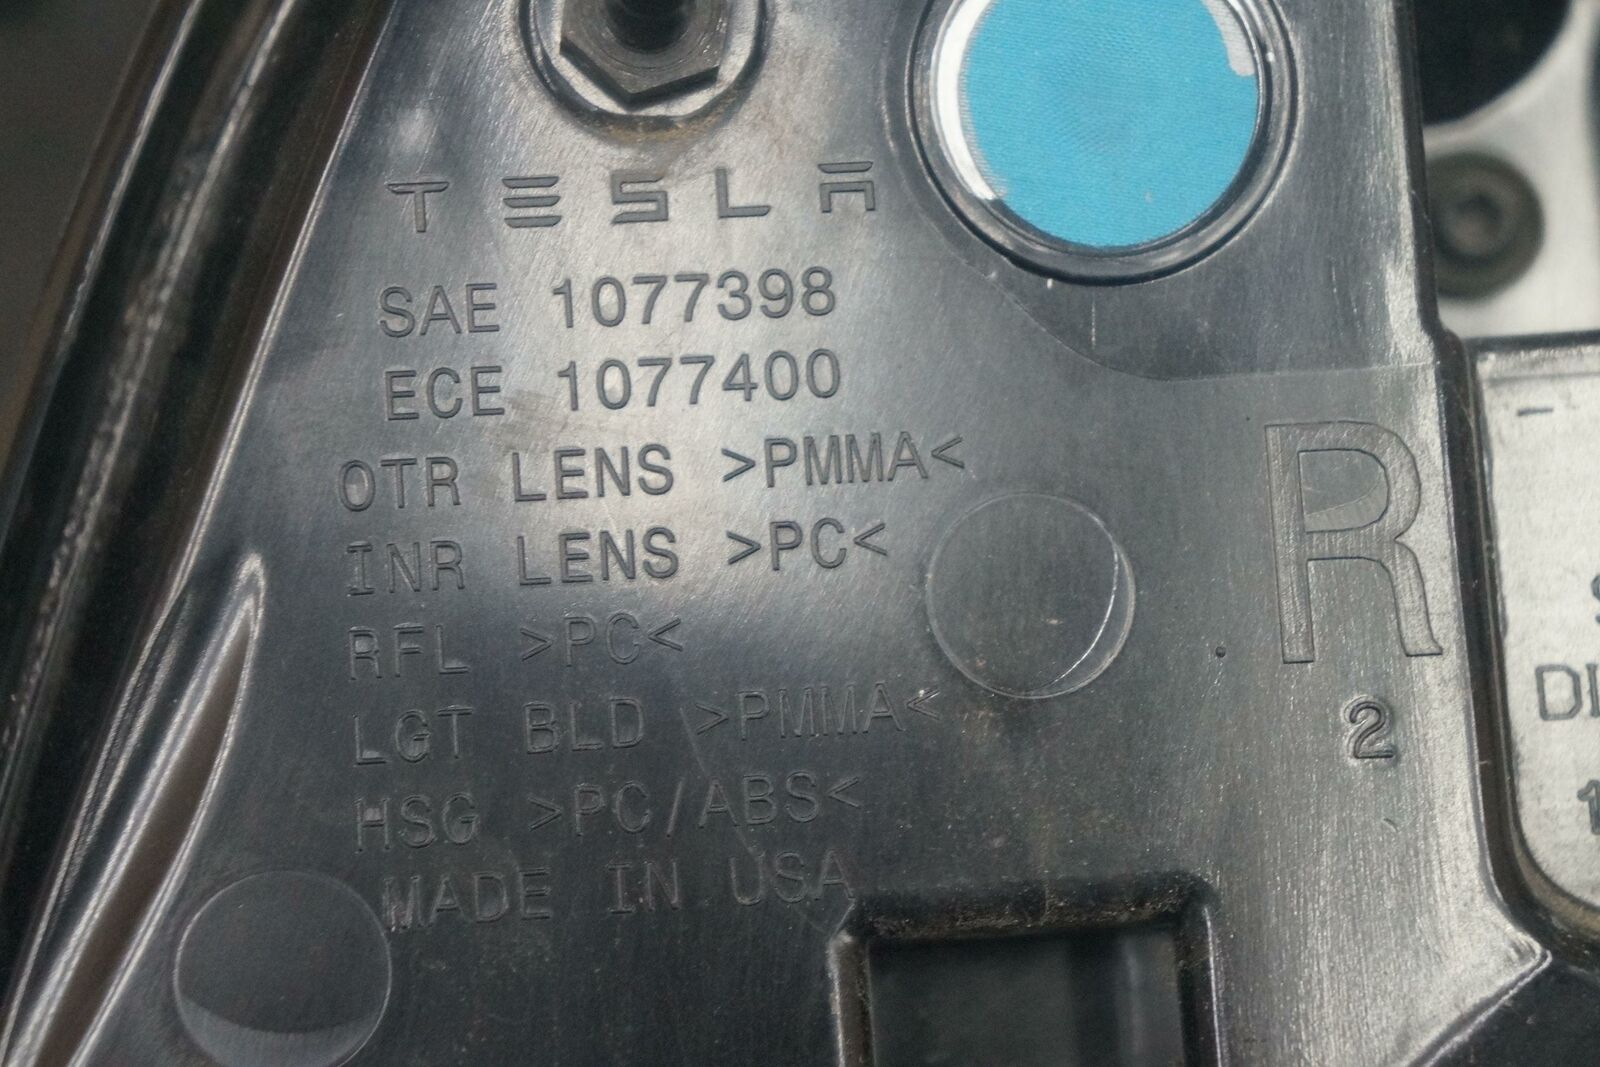 TESLA
SAE 1077398
ECE 1077400
OTR LENS >PMMA<
INR LENS >PC<
RFL >PC<
LGT BLD >PMMA<
HSG >PC/ABS<
MADE IN USA
R
2